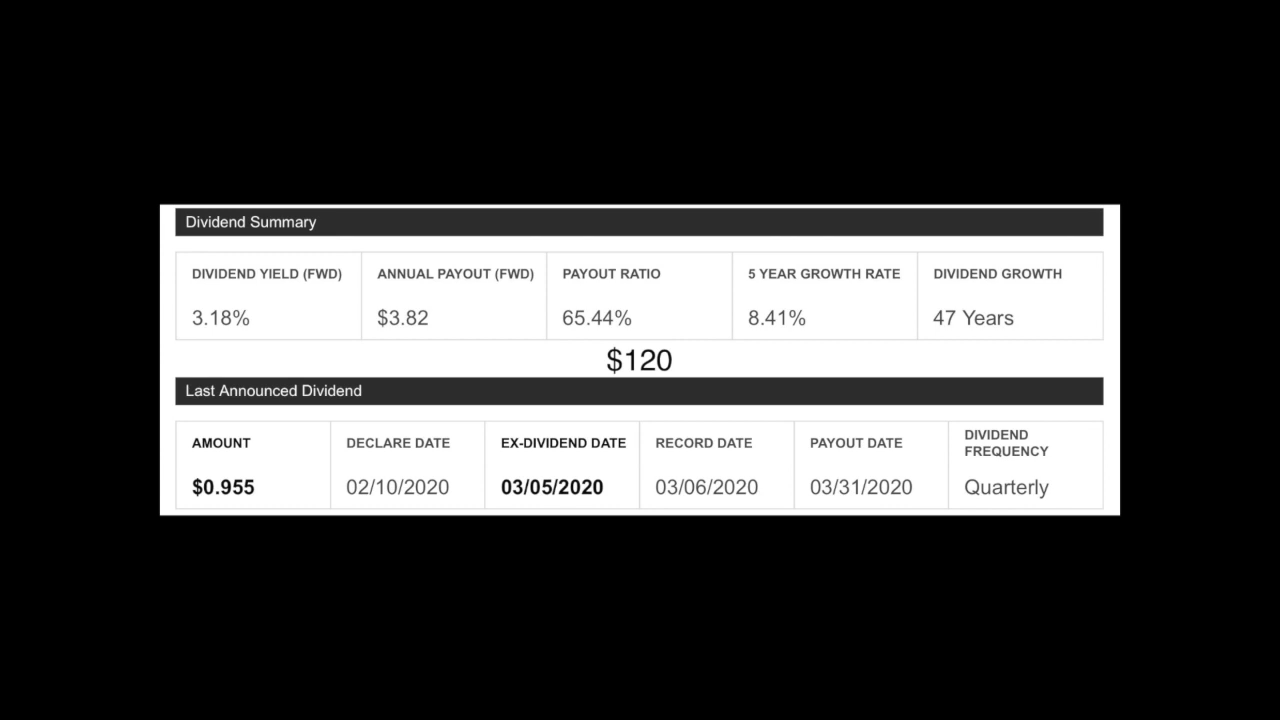 Dividend Summary
DIVIDEND YIELD (FWD) ANNUAL PAYOUT (FWD) PAYOUT RATIO 5 YEAR GROWTH RATE DIVIDEND GROWTH
3.18% $3.82 65.44% 8.41% 47 Years
$120
Last Announced Dividend
AMOUNT DECLARE DATE EX-DIVIDEND DATE RECORD DATE PAYOUT DATE DIVIDEND
FREQUENCY
$0.955 02/10/2020 03/05/2020 03/06/2020 03/31/2020 Quarterly